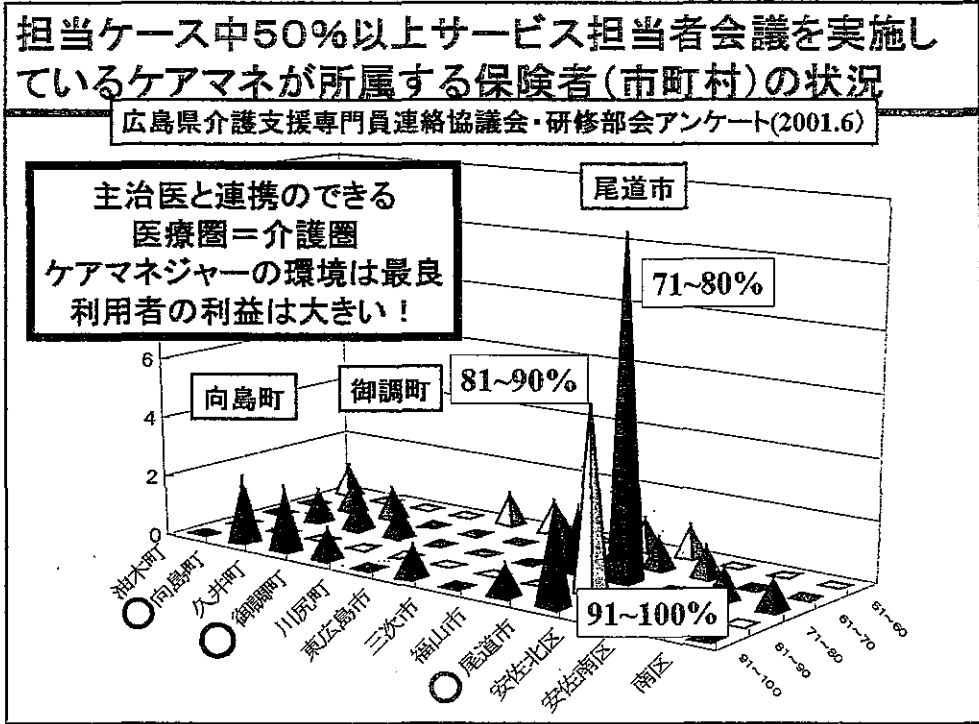 担当ケース中50%以上サービス担当者会議を実施し
ているケアマネが所属する保険者(市町村)の状況
広島県介護支援専門員連絡協議会・研修部会アンケート(2001.6)
主治医と連携のできる
医療圏=介護圏
ケアマネジャーの環境は最良
利用者の利益は大きい!
尾道市
71~80%
81~90%
向島町
御調町
91~100%
6
4
2
0
油木町
向島町
久井町
御調町
川尻町
東広島市
三次市
福山市
尾道市
安佐北区
安佐南区
南区
91~100
81~90
71~80
61~70
51~60